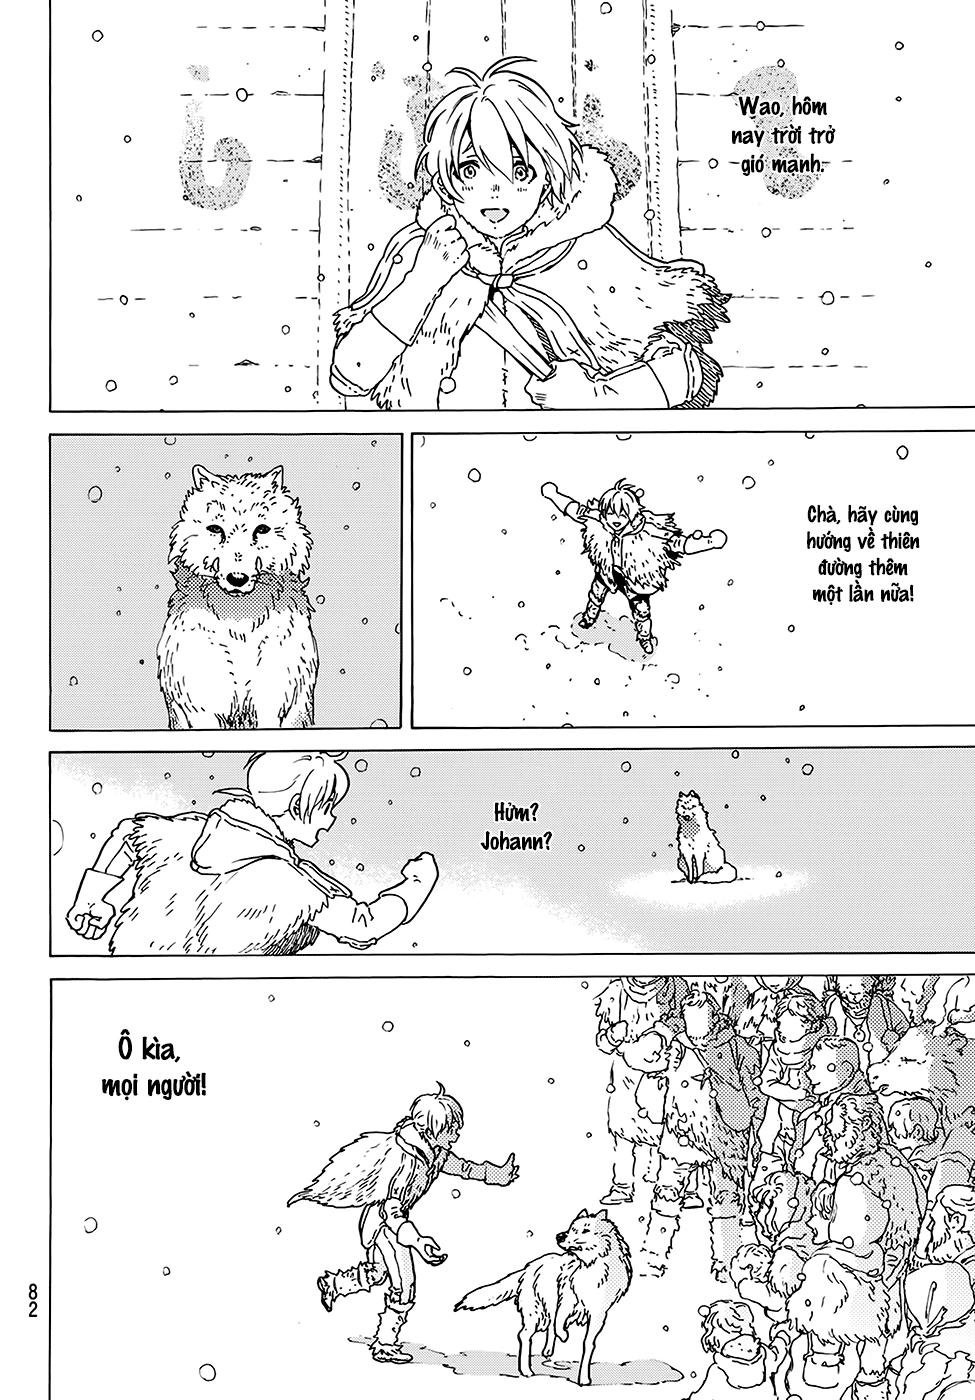 Wao, hôm
nay trời trở
gió mạnh.
Chà, hãy cùng
hướng về thiên
đường thêm
một lần nữa!
Hửm?
Johann?
Ô kìa,
mọi người!
82